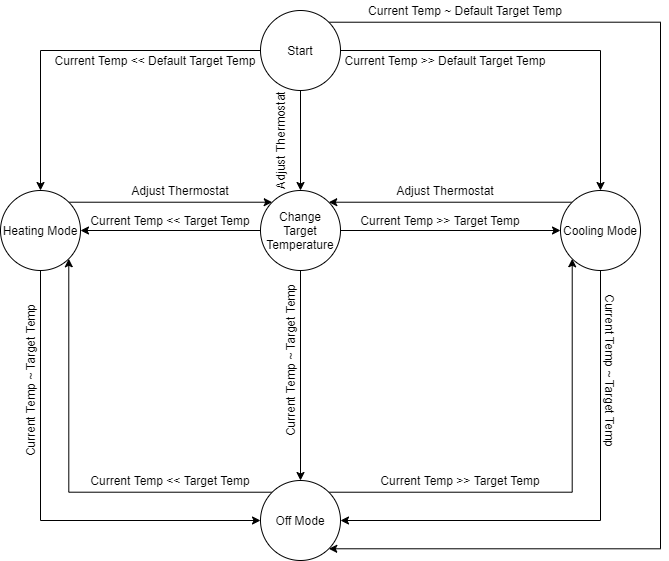 Current Temp ~ Default Target Temp
Start
Current Temp << Default Target Temp
Current Temp >> Default Target Temp
Adjust Thermostat
Adjust Thermostat
Adjust Thermostat
Heating Mode
Current Temp << Target Temp
Change
Target
Temperature
Current Temp >> Target Temp
Cooling Mode
Current Temp ~ Target Temp
Current Temp ~ Target Temp
Current Temp ~ Target Temp
Current Temp << Target Temp
Current Temp >> Target Temp
Off Mode